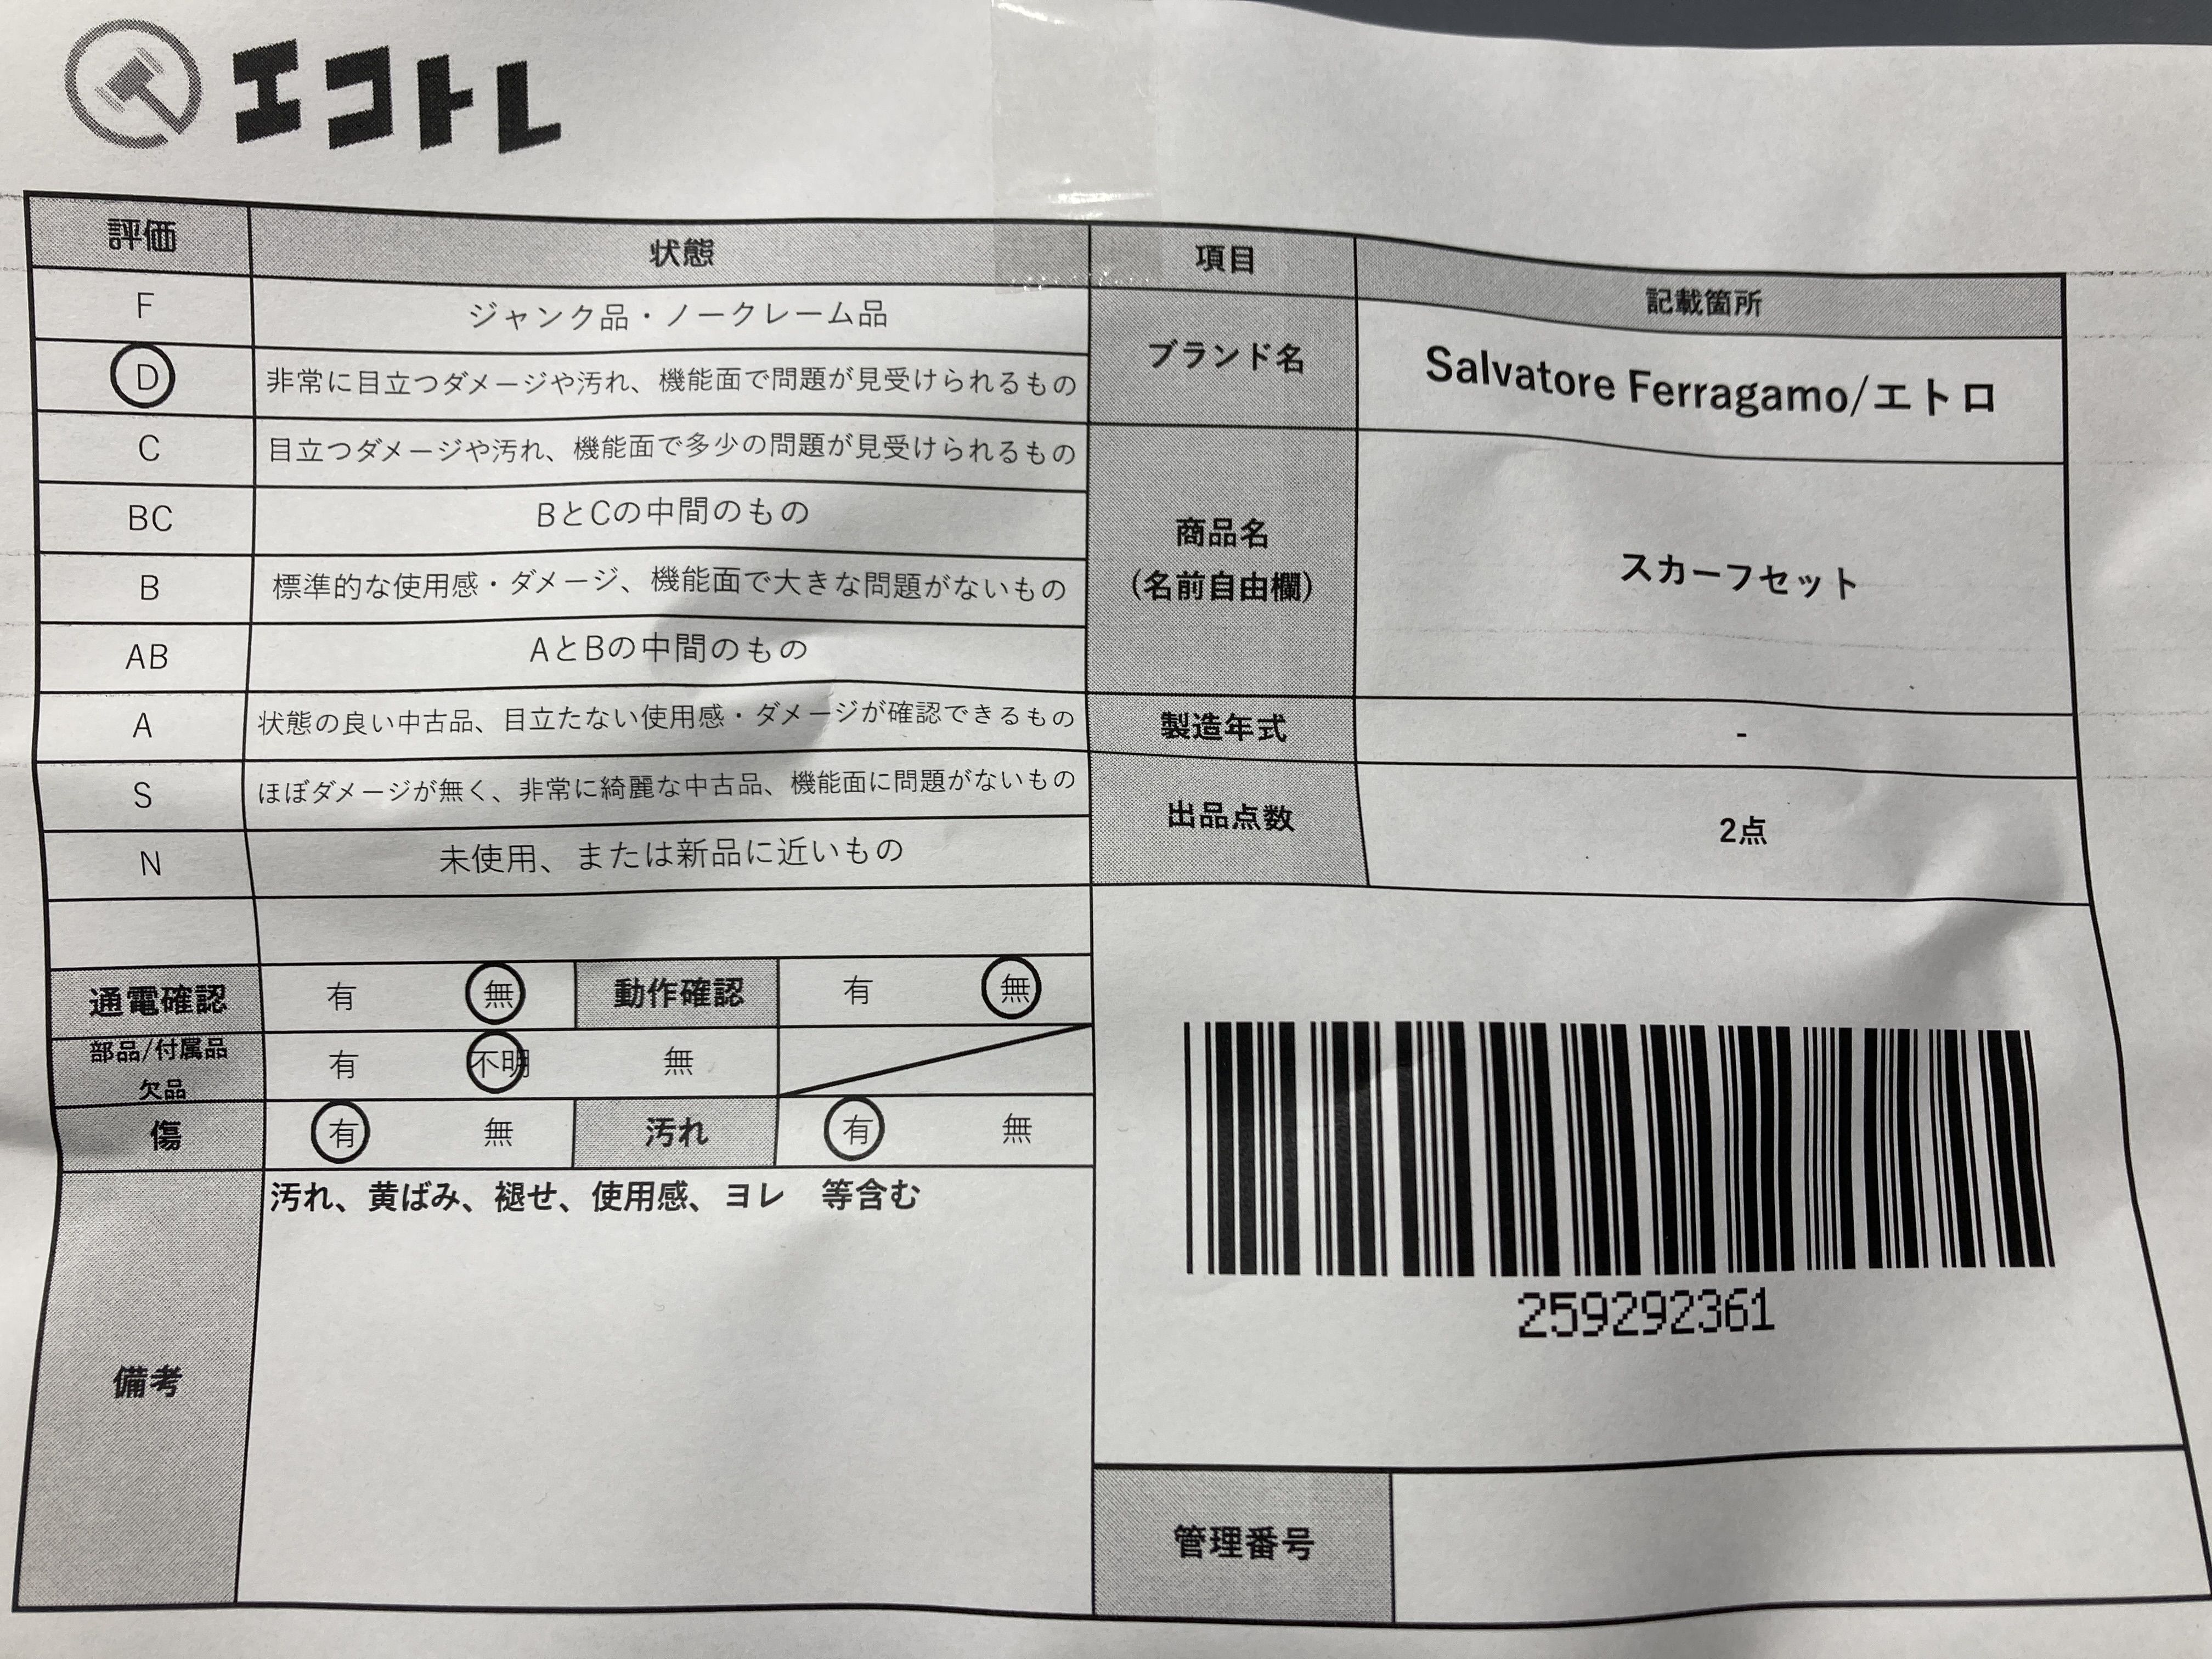 エコトレ
評価 状態
F ジャンク品・ノークレーム品
D 非常に目立つダメージや汚れ、機能面で問題が見受けられるもの
C 目立つダメージや汚れ、機能面で多少の問題が見受けられるもの
BC BとCの中間のもの
B 標準的な使用感・ダメージ、機能面で大きな問題がないもの
AB AとBの中間のもの
A 状態の良い中古品、目立たない使用感・ダメージが確認できるもの
S ほぼダメージが無く、非常に綺麗な中古品、機能面に問題がないもの
N 未使用、または新品に近いもの
通電確認 有 無 動作確認 有 無
部品/付属品
欠品 有 不明 無
傷 有 無 汚れ 有 無
備考 汚れ、黄ばみ、褪せ、使用感、ヨレ 等含む
項目 記載箇所
ブランド名 Salvatore Ferragamo/エトロ
商品名
(名前自由欄) スカーフセット
製造年式 -
出品点数 2点
259292361
管理番号